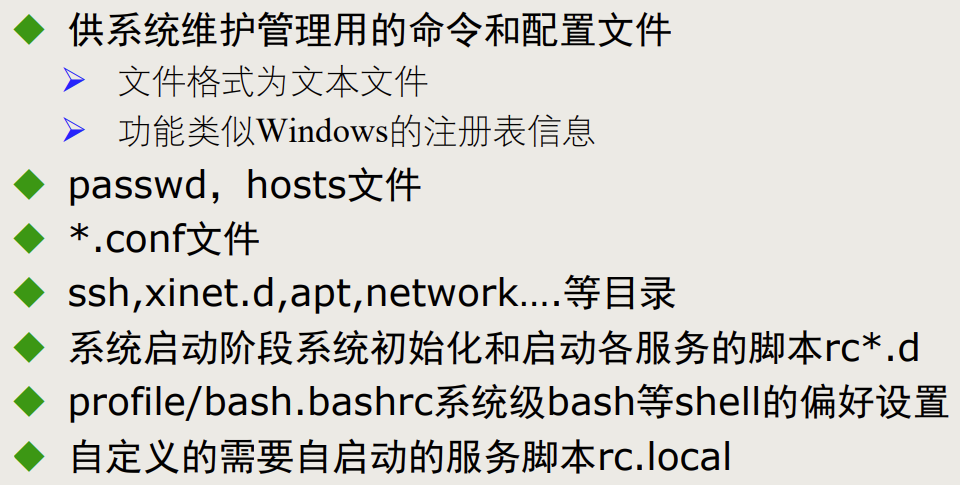 供系统维护管理用的命令和配置文件
文件格式为文本文件
功能类似Windows的注册表信息
passwd，hosts文件
*.conf文件
ssh,xinet.d,apt,network….等目录
系统启动阶段系统初始化和启动各服务的脚本rc*.d
profile/bash.bashrc系统级bash等shell的偏好设置
自定义的需要自启动的服务脚本rc.local